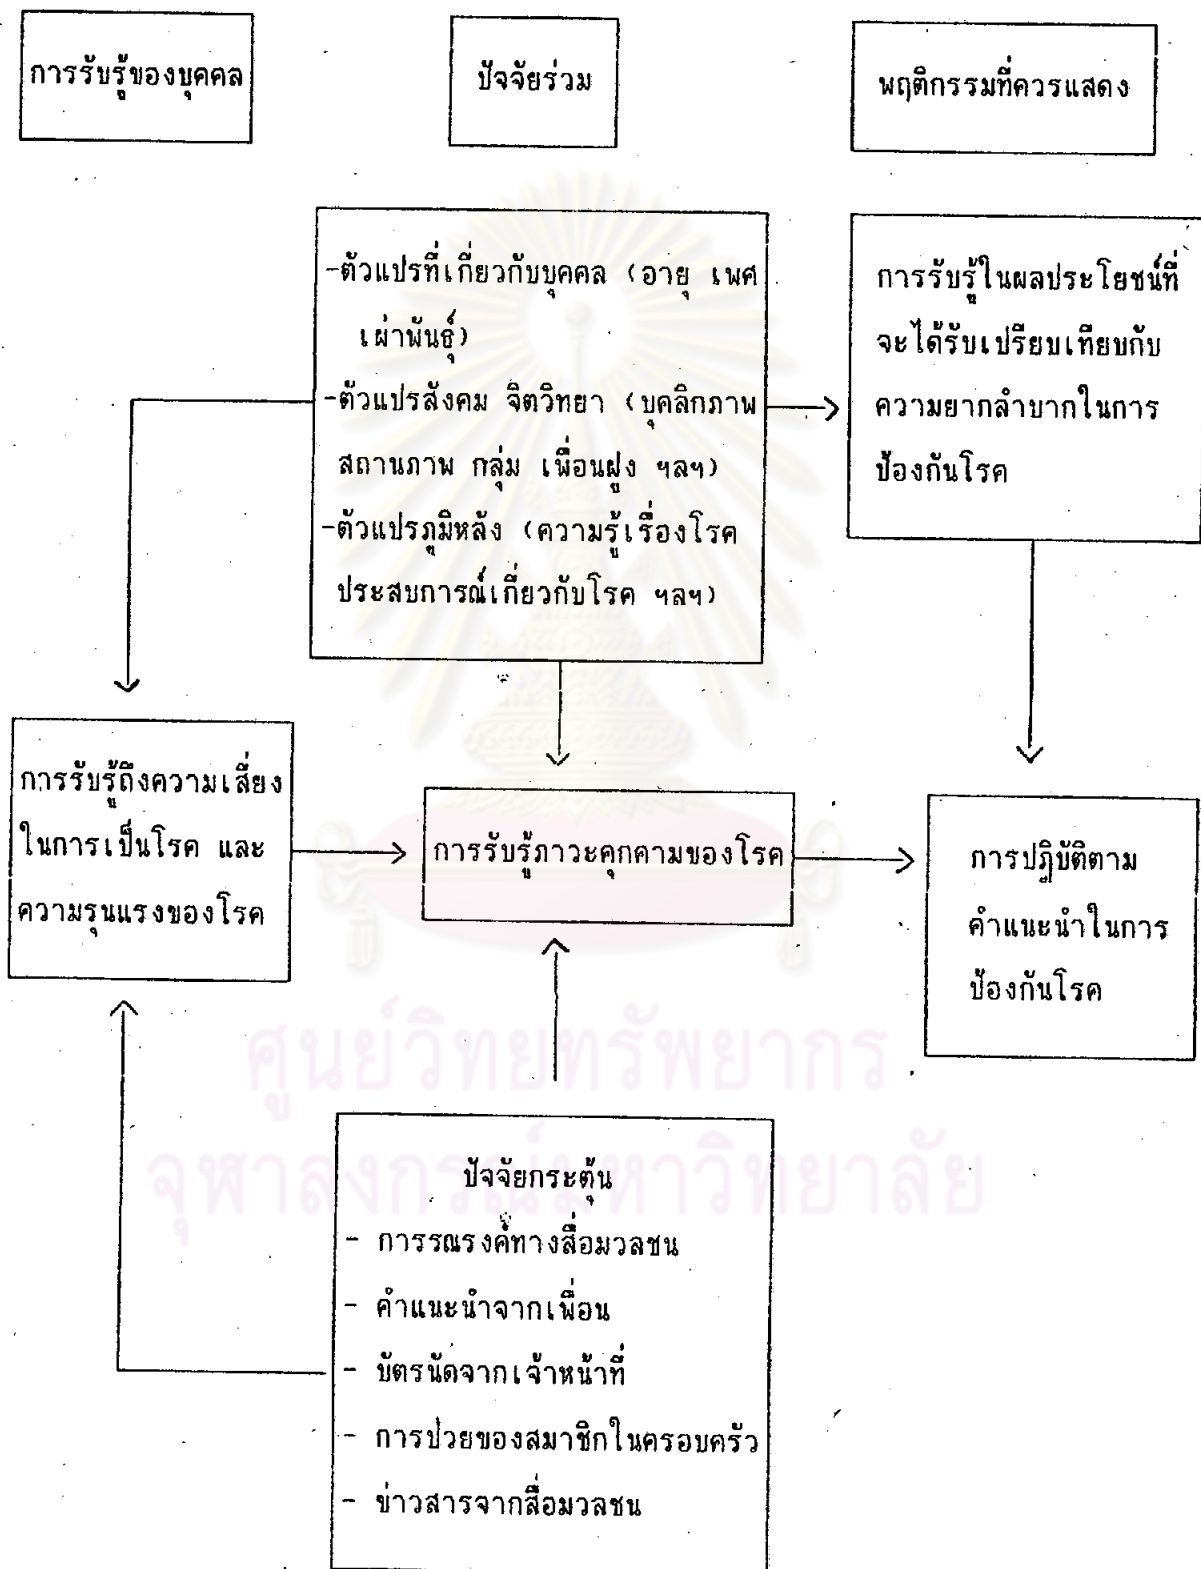 การรับรู้ของบุคคล
ปัจจัยร่วม
พฤติกรรมที่ควรแสดง
-ตัวแปรที่เกี่ยวกับบุคคล (อายุ เพศ
เผ่าพันธุ์)
-ตัวแปรสังคม จิตวิทยา (บุคลิกภาพ
สถานภาพ กลุ่ม เพื่อนฝูง ฯลฯ)
-ตัวแปรภูมิหลัง (ความรู้เรื่องโรค
ประสบการณ์เกี่ยวกับโรค ฯลฯ)
การรับรู้ในผลประโยชน์ที่
จะได้รับเปรียบเทียบกับ
ความยากลำบากในการ
ป้องกันโรค
การรับรู้ถึงความเสี่ยง
ในการเป็นโรค และ
ความรุนแรงของโรค
การรับรู้ภาวะคุกคามของโรค
การปฏิบัติตาม
คำแนะนำในการ
ป้องกันโรค
ปัจจัยกระตุ้น
- การรณรงค์ทางสื่อมวลชน
- คำแนะนำจากเพื่อน
- บัตรนัดจากเจ้าหน้าที่
- การป่วยของสมาชิกในครอบครัว
- ข่าวสารจากสื่อมวลชน
ศูนย์วิทยทรัพยากร
จุฬาลงกรณ์มหาวิทยาลัย